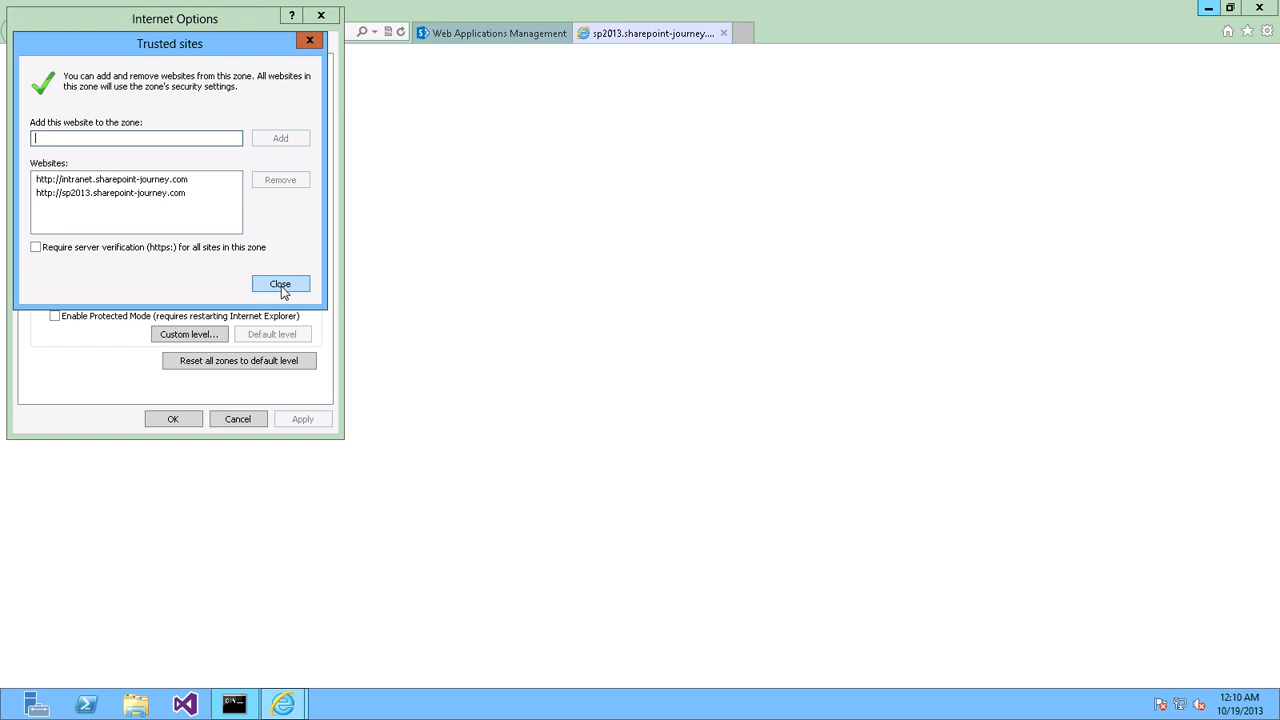 Internet Options
?
x
Trusted sites
x
You can add and remove websites from this zone. All websites in
this zone will use the zone's security settings.
Add this website to the zone:
Add
Websites:
http://intranet.sharepoint-journey.com
http://sp2013.sharepoint-journey.com
Remove
Require server verification (https:) for all sites in this zone
Close
Enable Protected Mode (requires restarting Internet Explorer)
Custom level...
Default level
Reset all zones to default level
OK
Cancel
Apply
Web Applications Management
sp2013.sharepoint-journey....
12:10 AM
10/19/2013